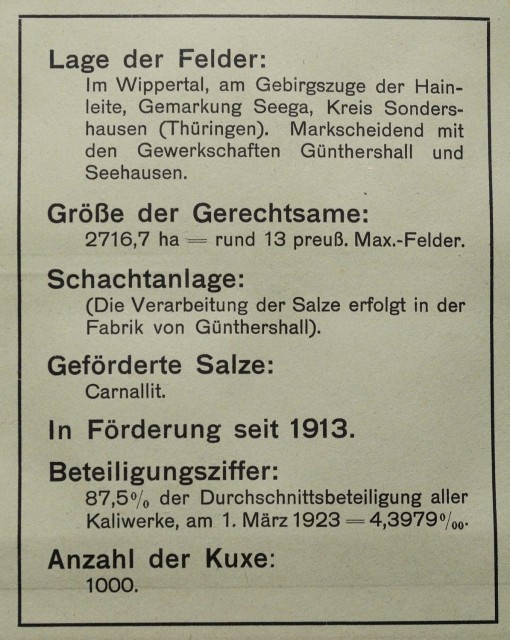 Lage der Felder:
Im Wippertal, am Gebirgszuge der Hain-
leite, Gemarkung Seega, Kreis Sonders-
hausen (Thüringen). Markscheidend mit
den Gewerkschaften Günthershall und
Seehausen.
Größe der Gerechtsame:
2716,7 ha = rund 13 preuß. Max.-Felder.
Schachtanlage:
(Die Verarbeitung der Salze erfolgt in der
Fabrik von Günthershall).
Geförderte Salze:
Carnallit.
In Förderung seit 1913.
Beteiligungsziffer:
87,5% der Durchschnittsbeteiligung aller
Kaliwerke, am 1. März 1923 = 4,3979‰.
Anzahl der Kuxe:
1000.